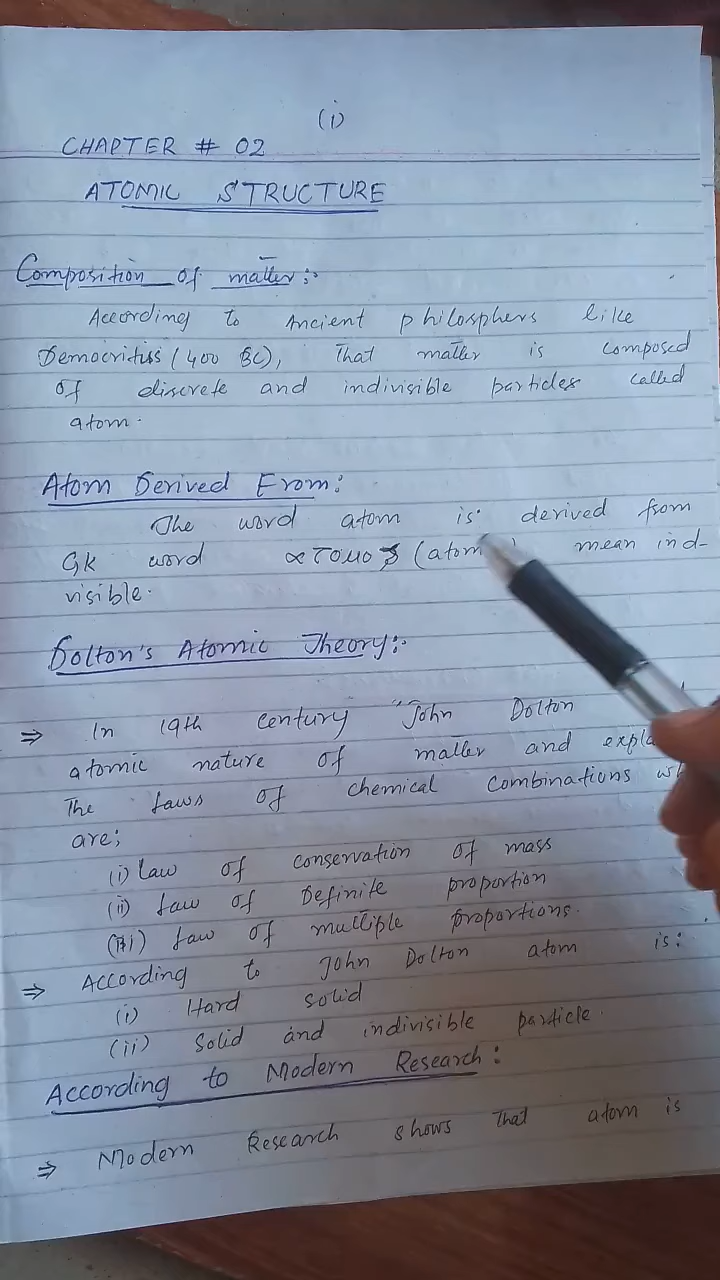 (i)
CHAPTER # 02
ATOMIC STRUCTURE
Composition of matter:-
According to Ancient philosphers like
Democritiss (400 BC), That matter is composed
of discrete and indivisible particles called
atom.
Atom Derived From:
The word atom is derived from
GK word ατομος (atom mean ind-
visible.
Dolton's Atomic Theory:-
⇒ In 19th century "John Dolton
atomic nature of matter and expla
The laws of chemical combinations
are;
(i) law of conservation of mass
(ii) law of Definite proportion
(iii) law of multiple proportions.
⇒ According to John Dolton atom is:
(i) Hard solid
(ii) Solid and indivisible particle.
According to Modern Research:
⇒ Modern Research shows That atom is